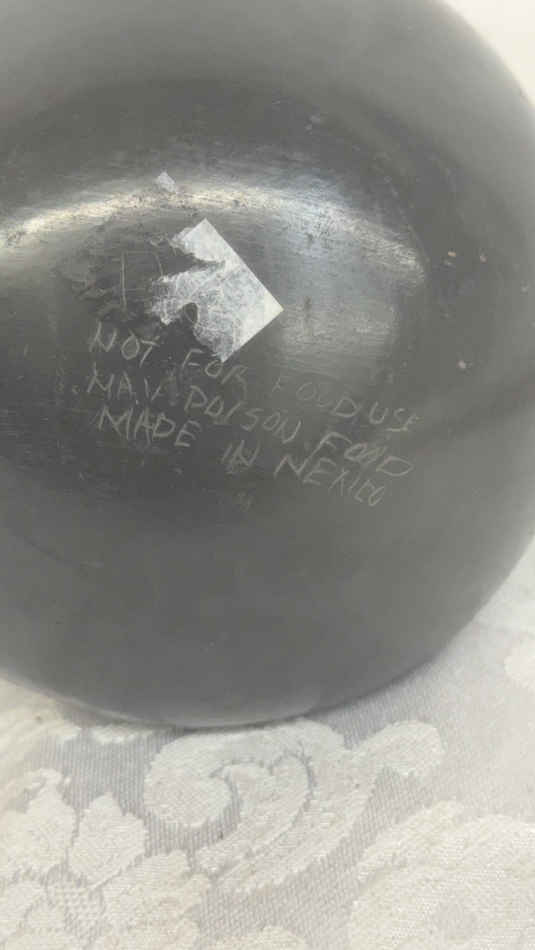 NOT FOR FOOD USE
MAY POISON FOOD
MADE IN MEXICO